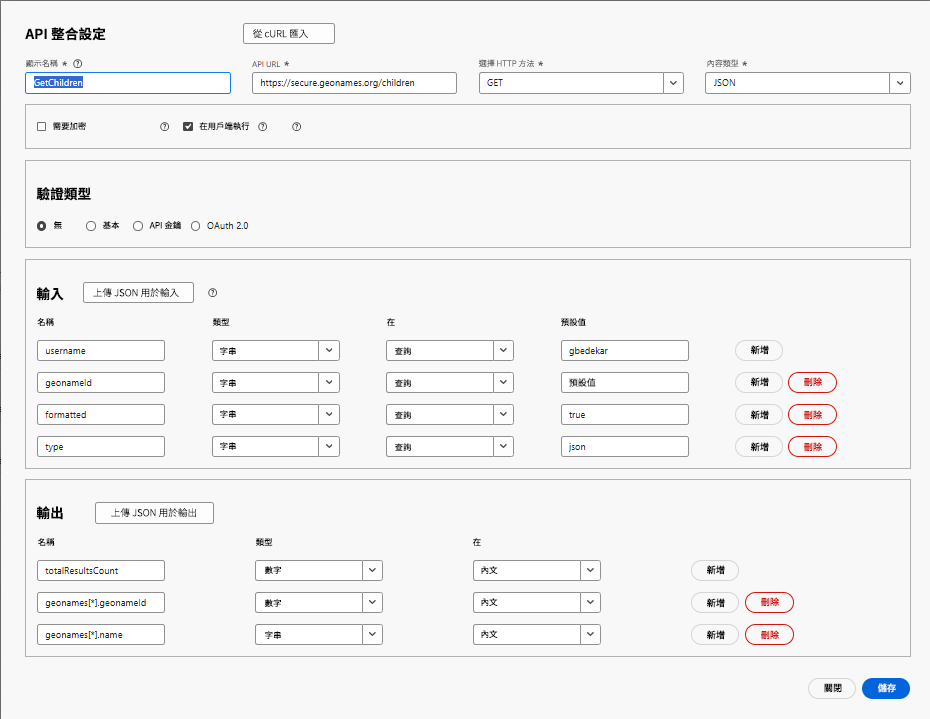 API 整合設定 從 cURL 匯入
顯示名稱 * API URL * 選擇 HTTP 方法 * 內容類型 *
GetChildren https://secure.geonames.org/children GET JSON
需要加密 在用戶端執行
驗證類型
無 基本 API 金鑰 OAuth 2.0
輸入 上傳 JSON 用於輸入
名稱 類型 在 預設值
username 字串 查詢 gbedekar 新增
geonameId 字串 查詢 預設值 新增 刪除
formatted 字串 查詢 true 新增 刪除
type 字串 查詢 json 新增 刪除
輸出 上傳 JSON 用於輸出
名稱 類型 在
totalResultsCount 數字 內文 新增
geonames[*].geonameId 數字 內文 新增 刪除
geonames[*].name 字串 內文 新增 刪除
關閉 儲存